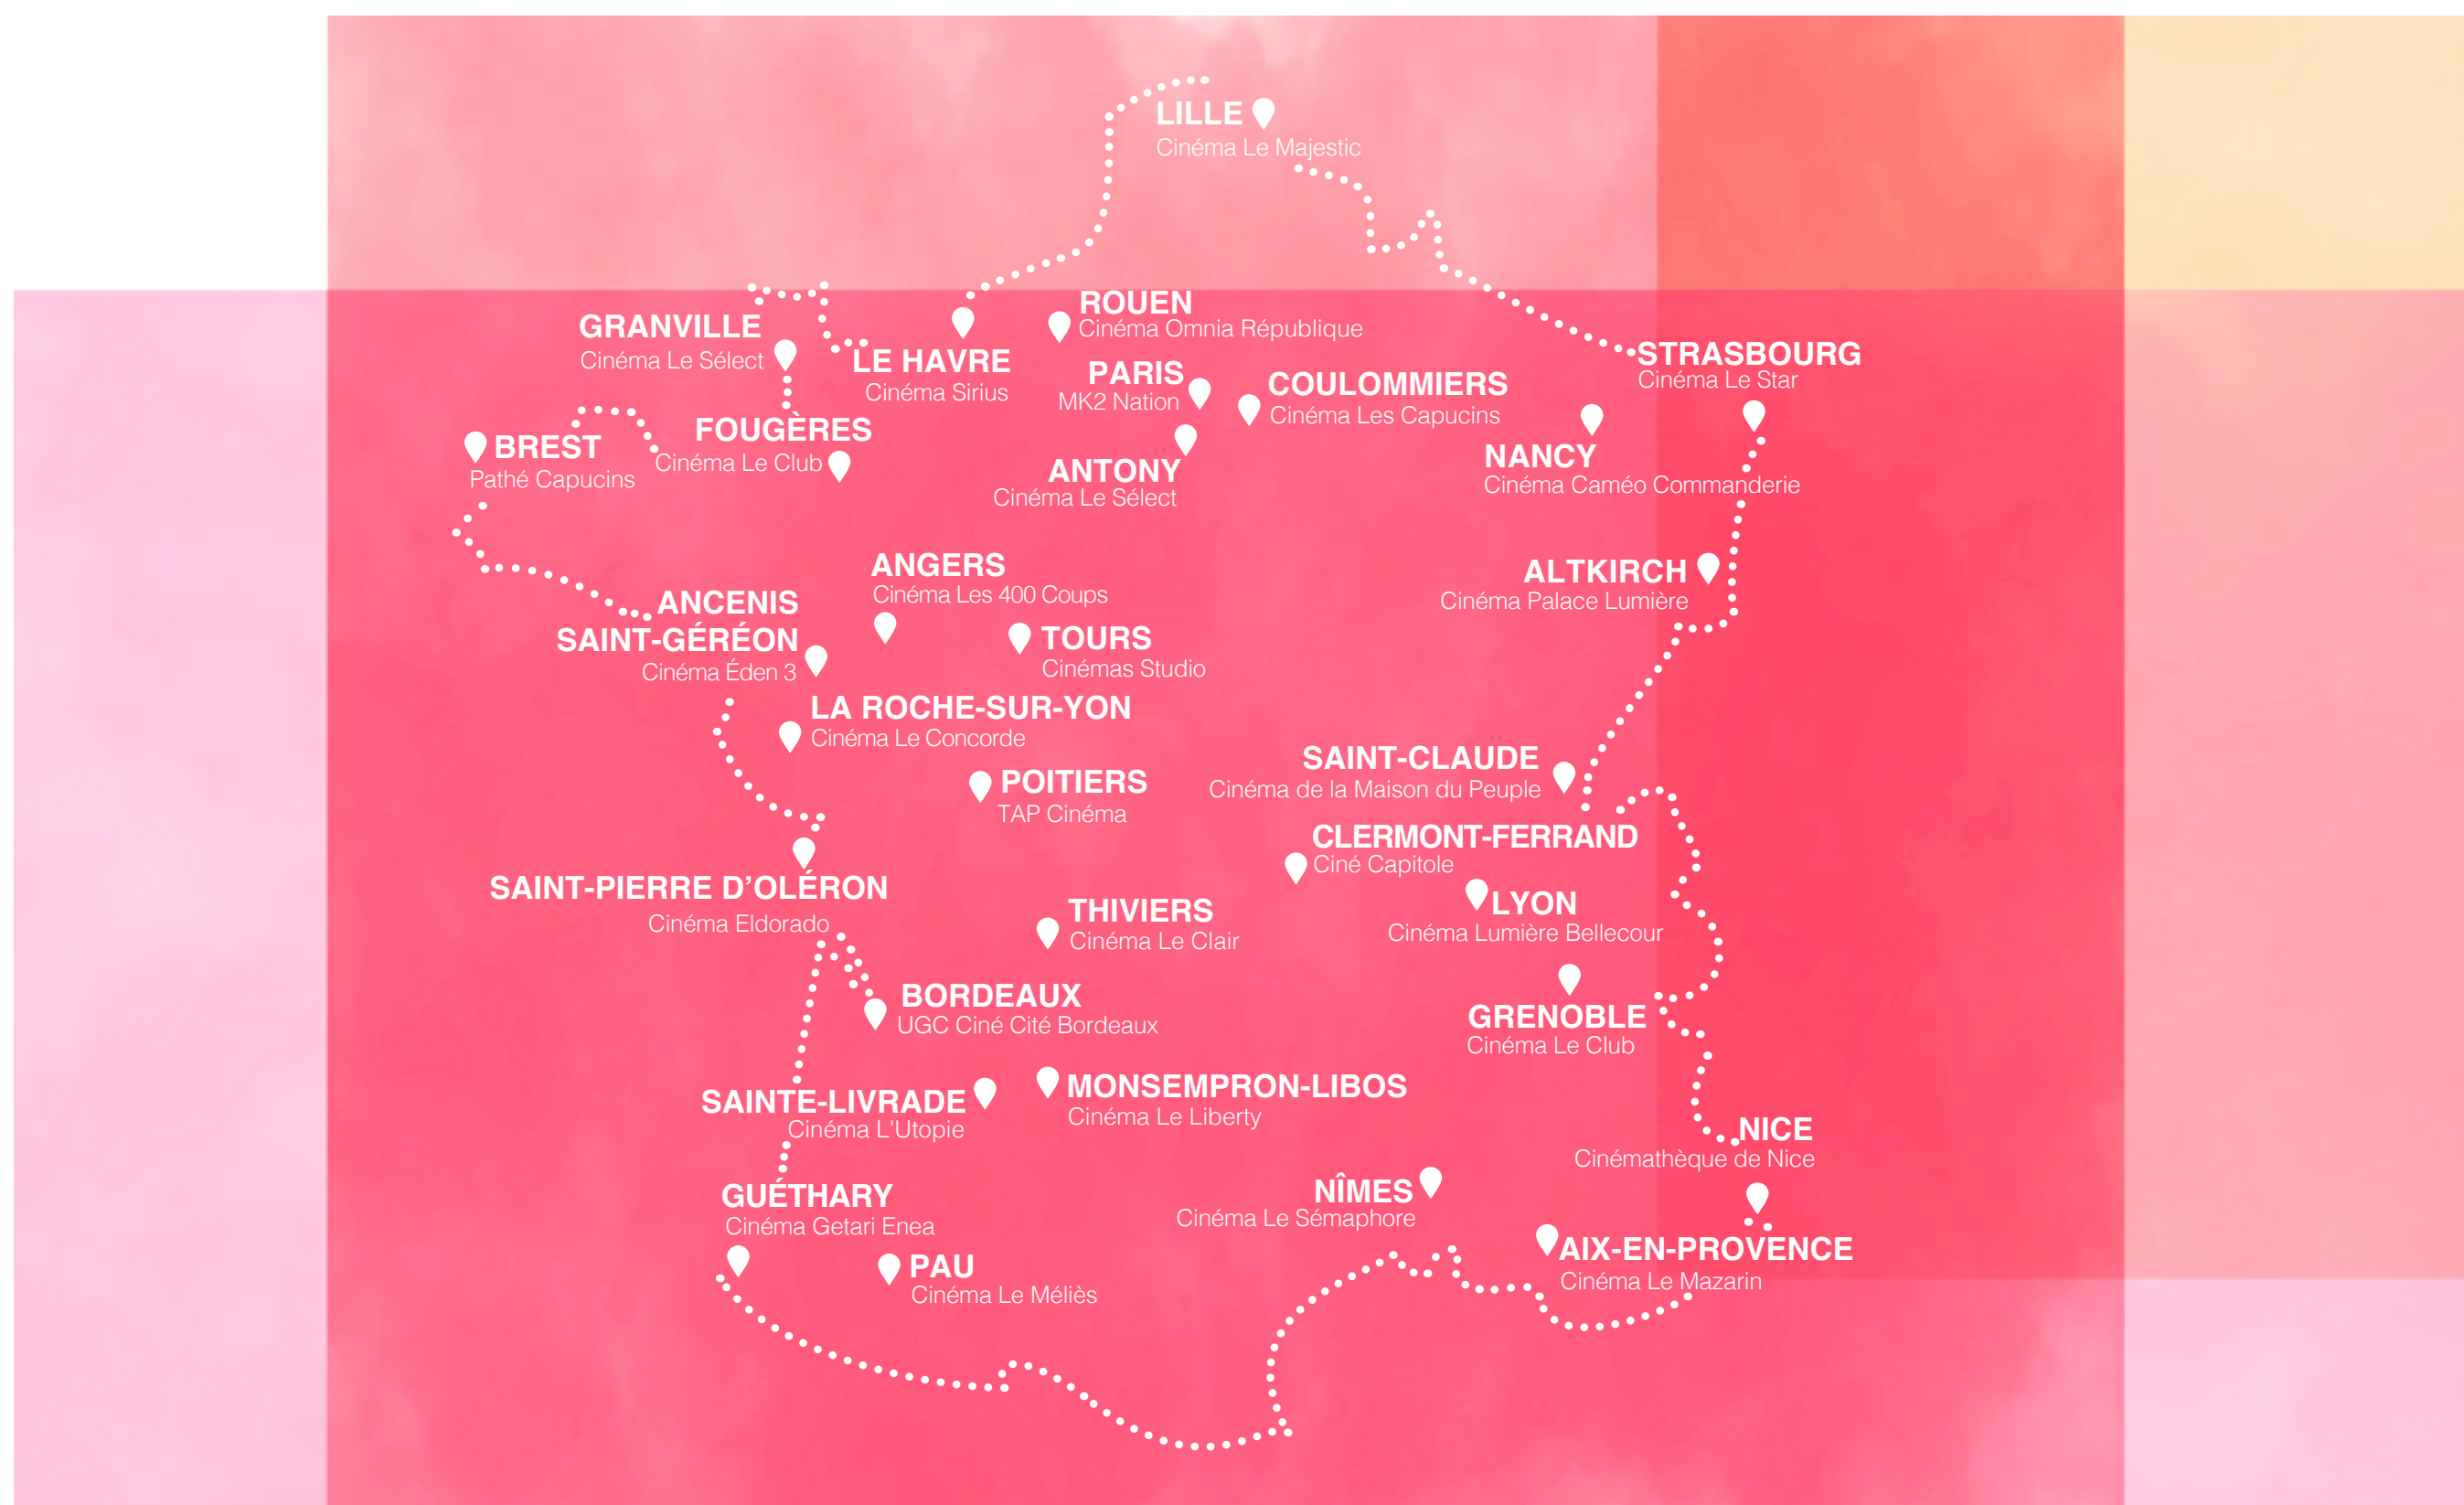 LILLE
Cinéma Le Majestic
ROUEN
Cinéma Omnia République
GRANVILLE
Cinéma Le Sélect
LE HAVRE
Cinéma Sirius
PARIS
MK2 Nation
COULOMMIERS
Cinéma Les Capucins
STRASBOURG
Cinéma Le Star
FOUGÈRES
Cinéma Le Club
BREST
Pathé Capucins
ANTONY
Cinéma Le Sélect
NANCY
Cinéma Caméo Commanderie
ANGERS
Cinéma Les 400 Coups
ALTKIRCH
Cinéma Palace Lumière
ANCENIS
SAINT-GÉRÉON
Cinéma Éden 3
TOURS
Cinémas Studio
LA ROCHE-SUR-YON
Cinéma Le Concorde
SAINT-CLAUDE
Cinéma de la Maison du Peuple
POITIERS
TAP Cinéma
CLERMONT-FERRAND
Ciné Capitole
SAINT-PIERRE D’OLÉRON
Cinéma Eldorado
LYON
Cinéma Lumière Bellecour
THIVIERS
Cinéma Le Clair
BORDEAUX
UGC Ciné Cité Bordeaux
GRENOBLE
Cinéma Le Club
SAINTE-LIVRADE
Cinéma L'Utopie
MONSEMPRON-LIBOS
Cinéma Le Liberty
NICE
Cinémathèque de Nice
NÎMES
Cinéma Le Sémaphore
GUÉTHARY
Cinéma Getari Enea
AIX-EN-PROVENCE
Cinéma Le Mazarin
PAU
Cinéma Le Méliès